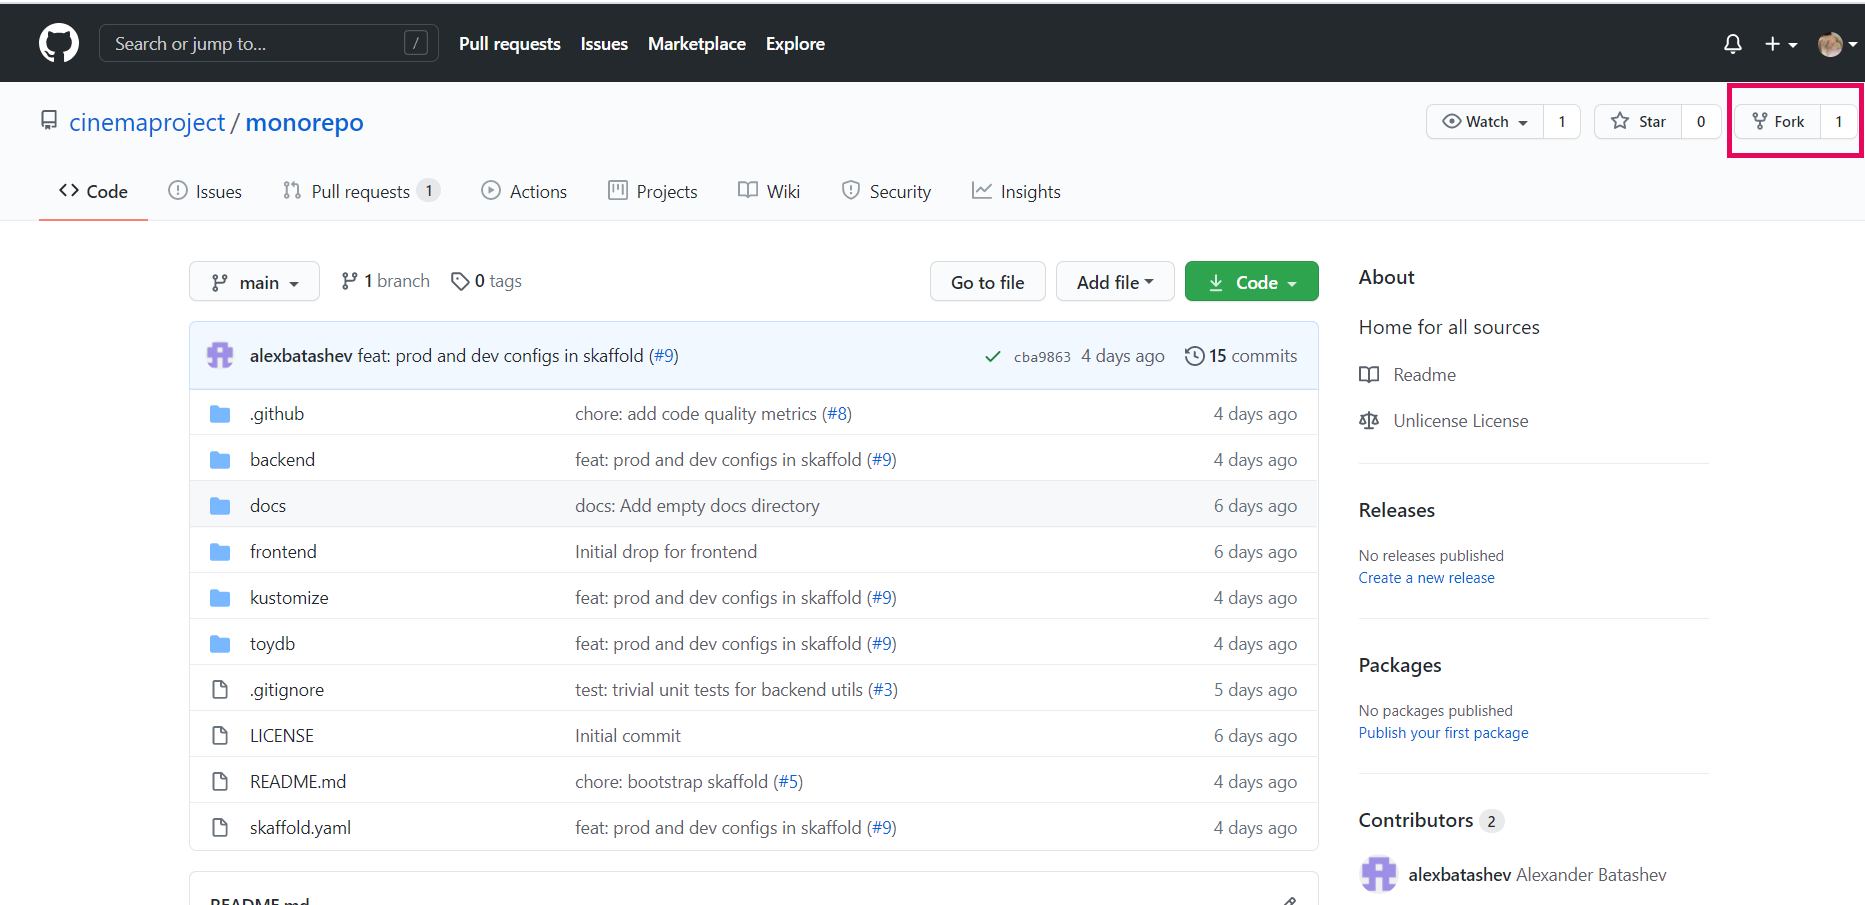 Search or jump to... / Pull requests Issues Marketplace Explore
cinemaproject / monorepo Watch 1 Star 0 Fork 1
Code Issues Pull requests 1 Actions Projects Wiki Security Insights
main 1 branch 0 tags Go to file Add file Code
alexbatashev feat: prod and dev configs in skaffold (#9) cba9863 4 days ago 15 commits
.github chore: add code quality metrics (#8) 4 days ago
backend feat: prod and dev configs in skaffold (#9) 4 days ago
docs docs: Add empty docs directory 6 days ago
frontend Initial drop for frontend 6 days ago
kustomize feat: prod and dev configs in skaffold (#9) 4 days ago
toydb feat: prod and dev configs in skaffold (#9) 4 days ago
.gitignore test: trivial unit tests for backend utils (#3) 5 days ago
LICENSE Initial commit 6 days ago
README.md chore: bootstrap skaffold (#5) 4 days ago
skaffold.yaml feat: prod and dev configs in skaffold (#9) 4 days ago
README.md
About
Home for all sources
Readme
Unlicense License
Releases
No releases published
Create a new release
Packages
No packages published
Publish your first package
Contributors 2
alexbatashev Alexander Batashev